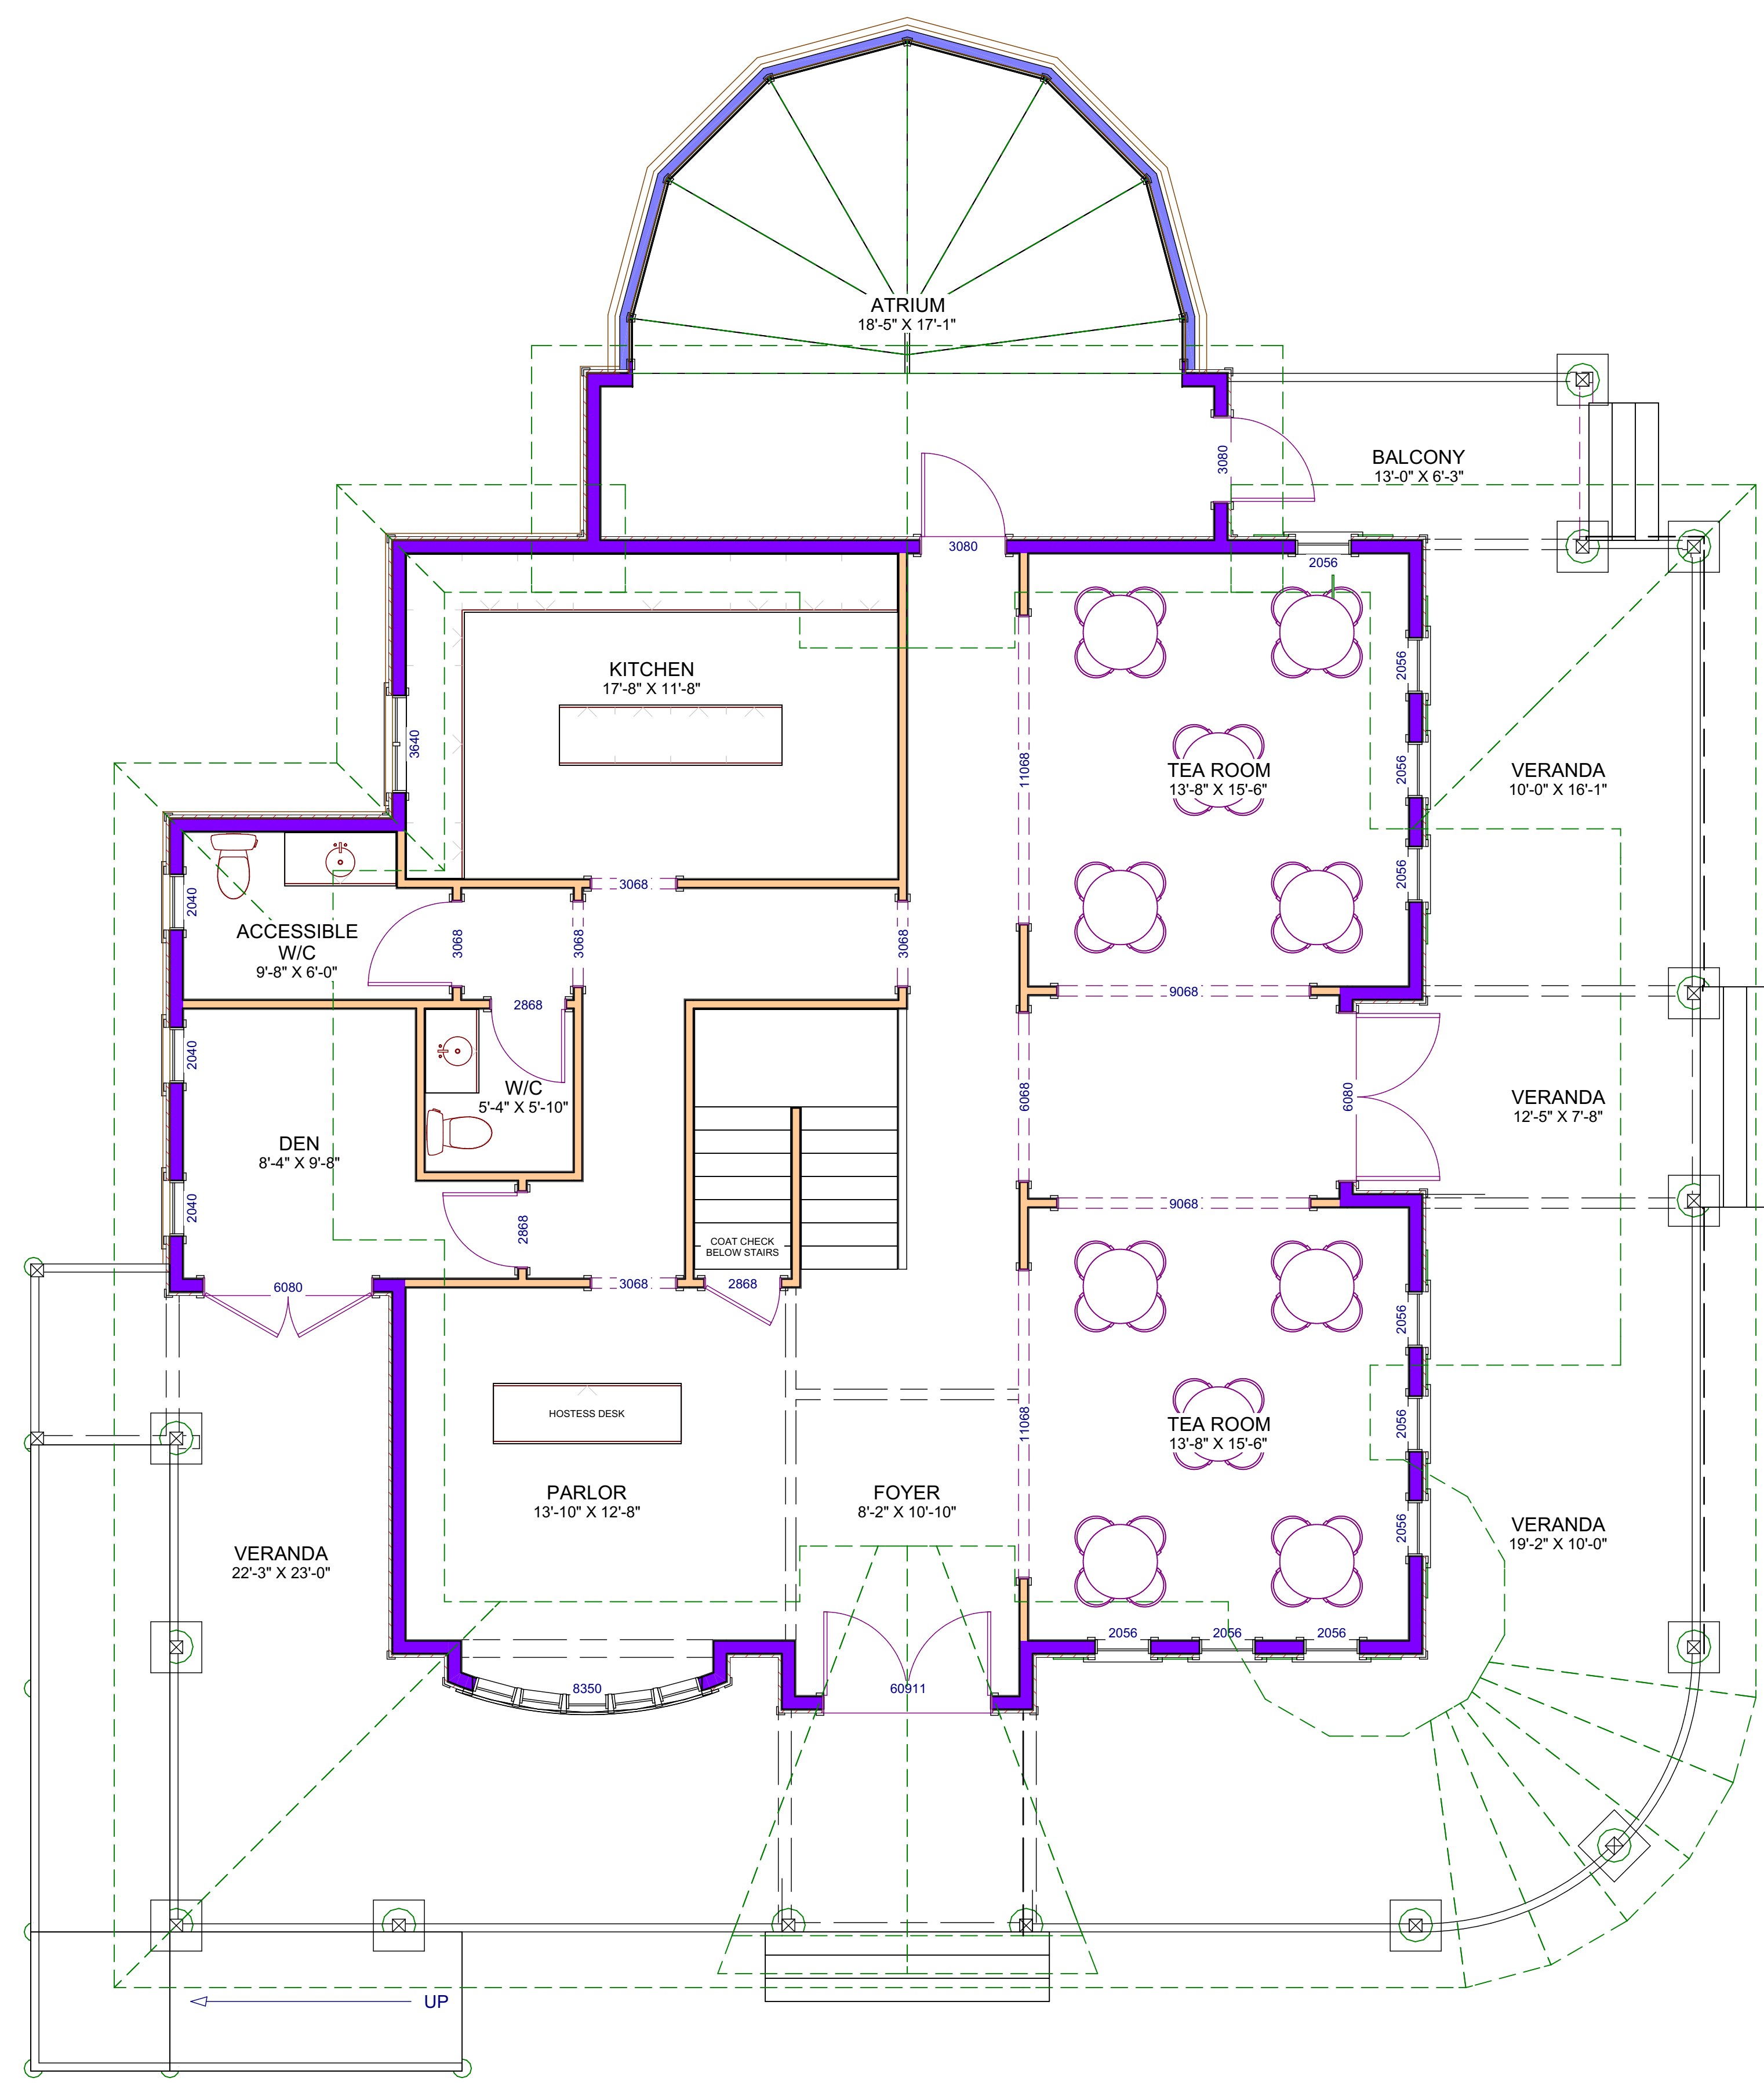 ATRIUM
18'-5" X 17'-1"
3080
BALCONY
13'-0" X 6'-3"
3080
2056
KITCHEN
17'-8" X 11'-8"
3640
11068
TEA ROOM
13'-8" X 15'-6"
2056
2056
2056
VERANDA
10'-0" X 16'-1"
3068
2040
ACCESSIBLE
W/C
9'-8" X 6'-0"
3068
3068
3068
2868
9068
2040
W/C
5'-4" X 5'-10"
6068
6080
VERANDA
12'-5" X 7'-8"
DEN
8'-4" X 9'-8"
2040
2868
9068
COAT CHECK
BELOW STAIRS
6080
3068
2868
2056
2056
2056
HOSTESS DESK
11068
TEA ROOM
13'-8" X 15'-6"
PARLOR
13'-10" X 12'-8"
FOYER
8'-2" X 10'-10"
VERANDA
19'-2" X 10'-0"
VERANDA
22'-3" X 23'-0"
2056
2056
2056
8350
60911
UP